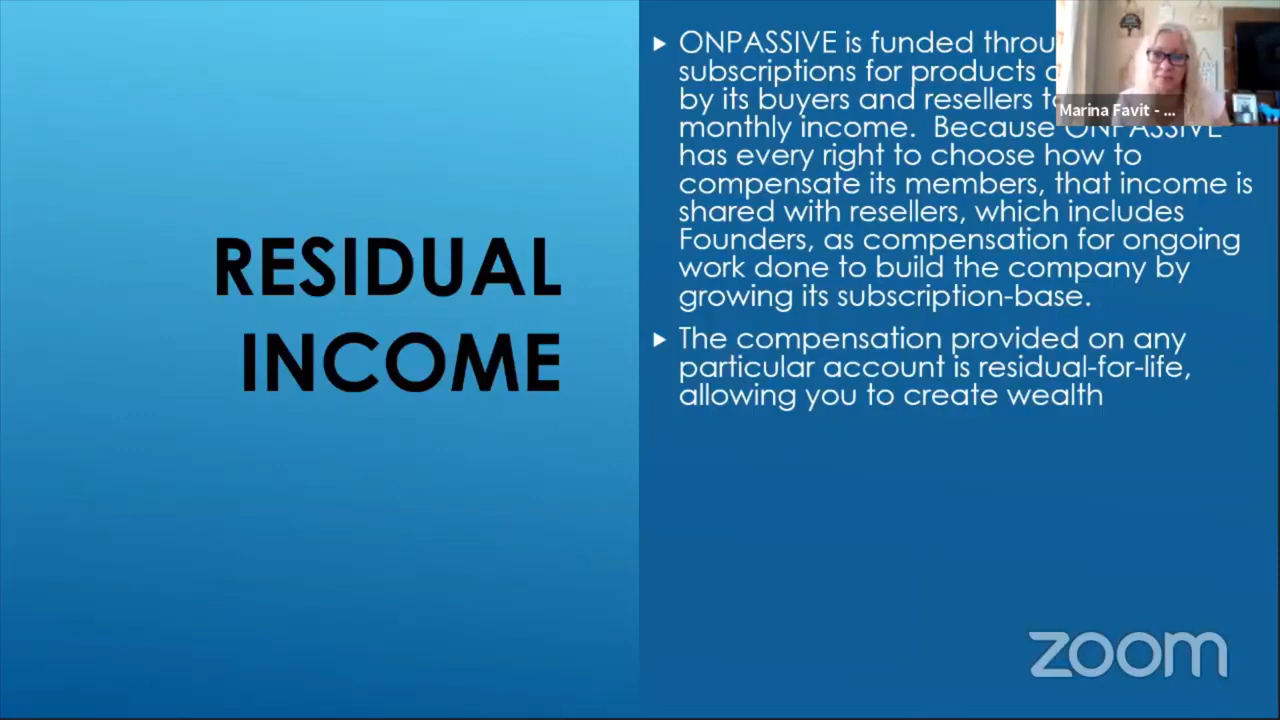 RESIDUAL
INCOME
ONPASSIVE is funded
subscriptions for products
by its buyers and resellers
monthly income. Because ONPASSIVE
has every right to choose how to
compensate its members, that income is
shared with resellers, which includes
Founders, as compensation for ongoing
work done to build the company by
growing its subscription-base.
The compensation provided on any
particular account is residual-for-life,
allowing you to create wealth
Marina Favit - ...
zoom